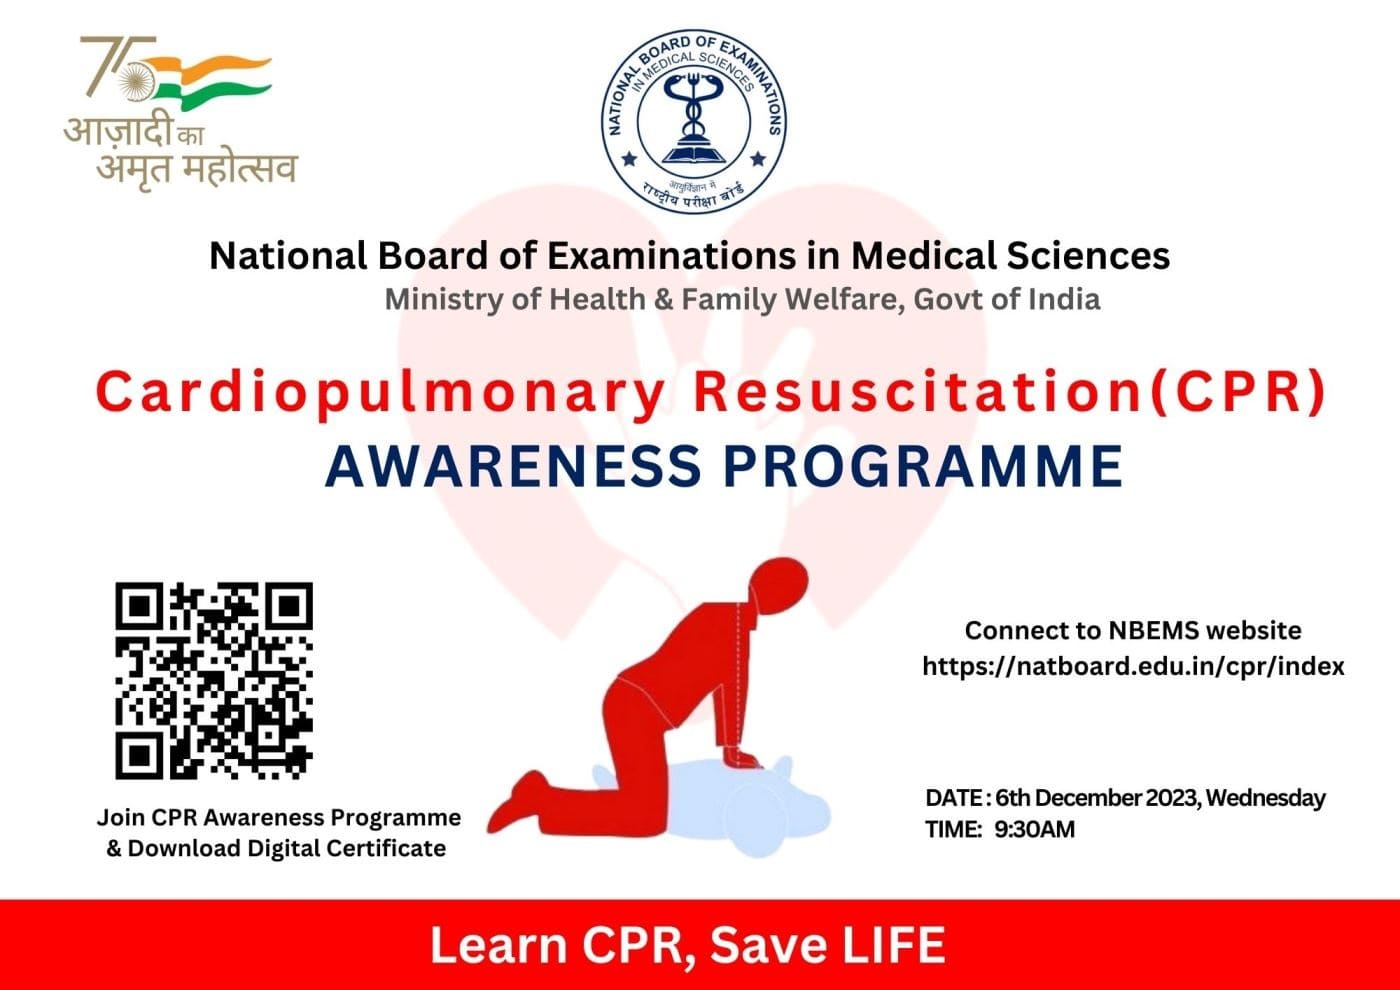 75
आज़ादी का
अमृत महोत्सव
NATIONAL BOARD OF EXAMINATIONS
IN MEDICAL SCIENCES
आयुर्विज्ञान में
राष्ट्रीय परीक्षा बोर्ड
National Board of Examinations in Medical Sciences
Ministry of Health & Family Welfare, Govt of India
Cardiopulmonary Resuscitation(CPR)
AWARENESS PROGRAMME
Connect to NBEMS website
https://natboard.edu.in/cpr/index
Join CPR Awareness Programme
& Download Digital Certificate
DATE : 6th December 2023, Wednesday
TIME: 9:30AM
Learn CPR, Save LIFE